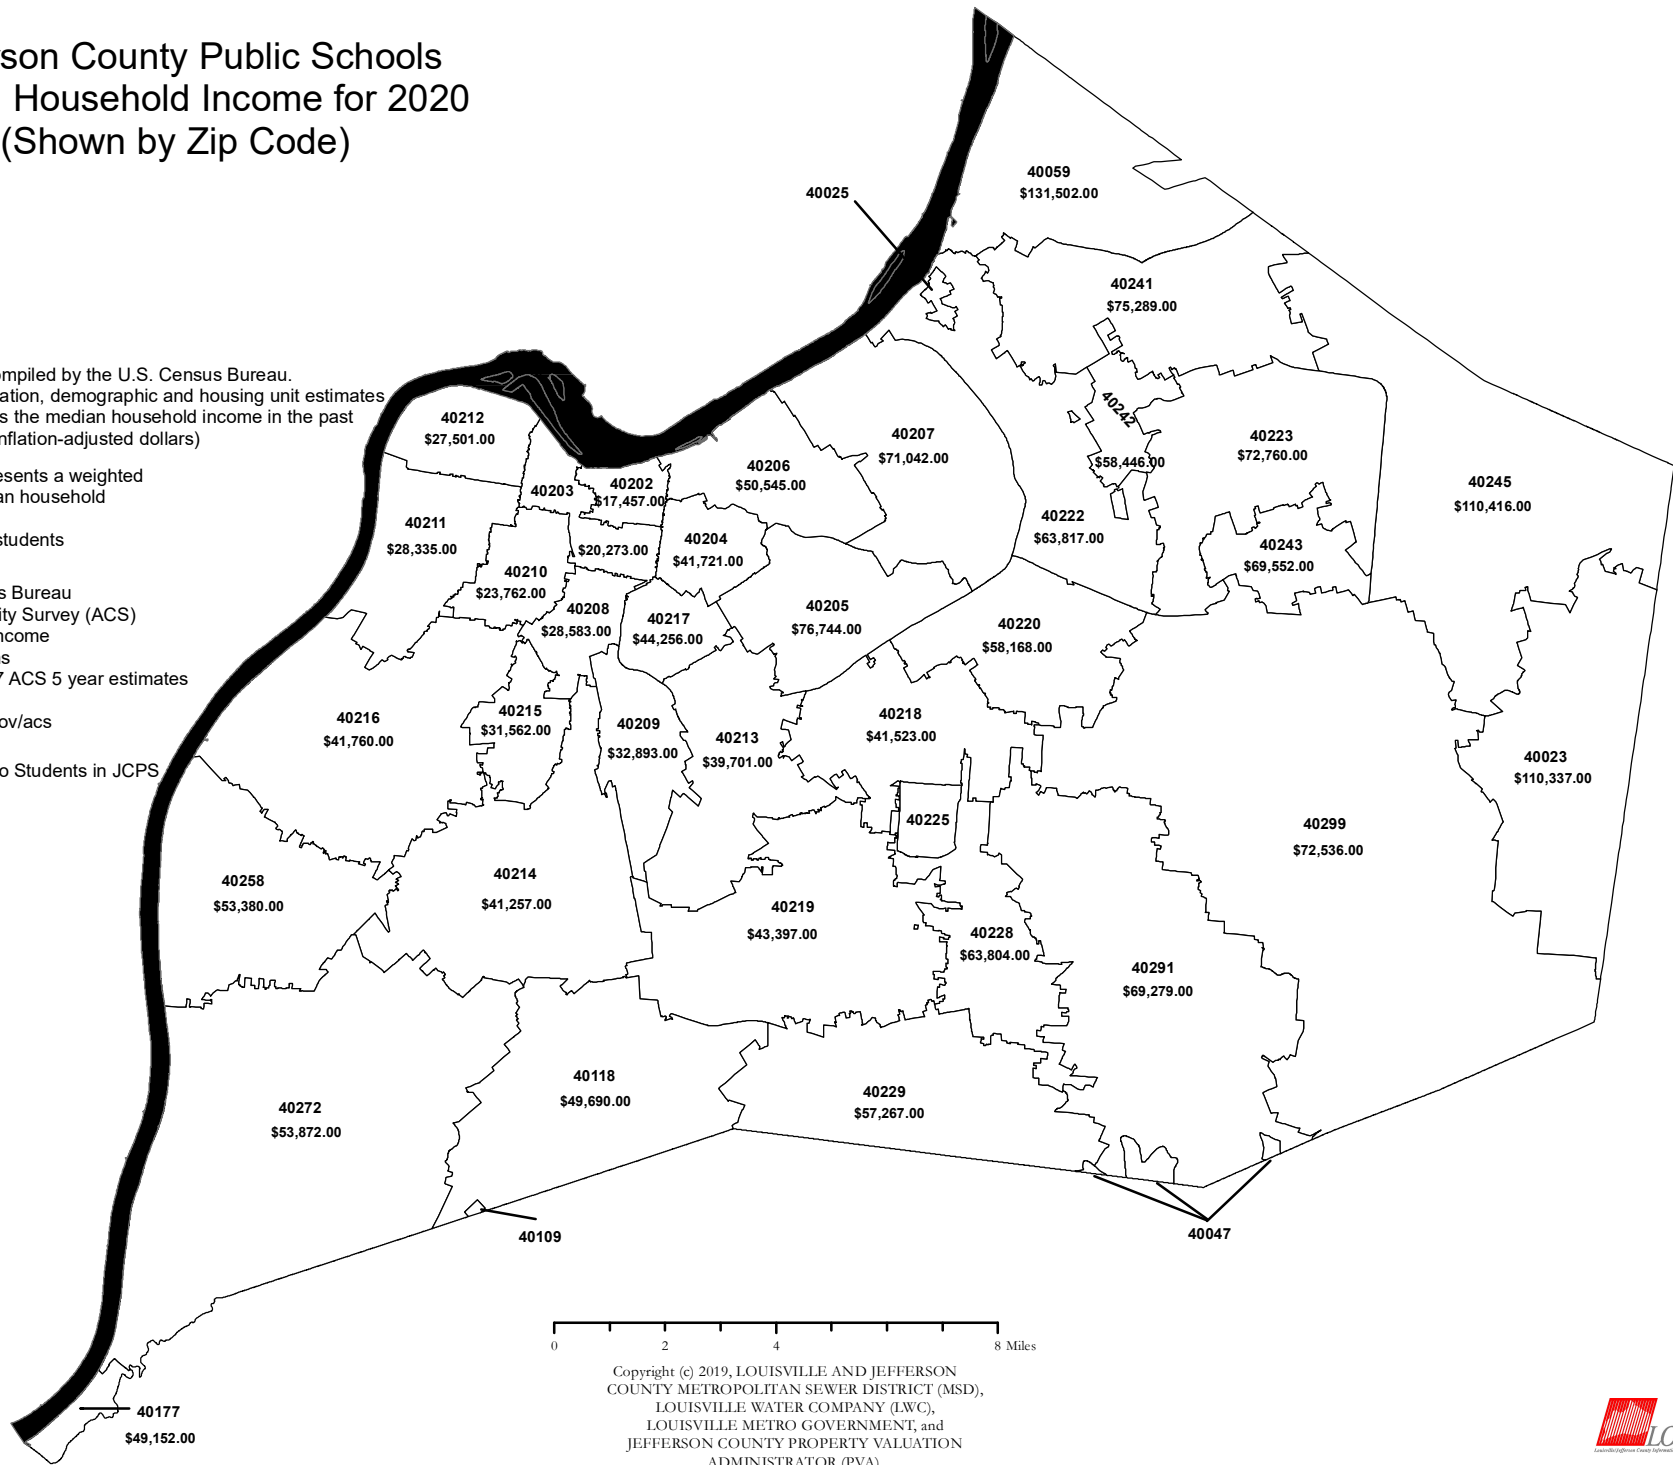 son County Public Schools
Household Income for 2020
(Shown by Zip Code)
ompiled by the U.S. Census Bureau.
ation, demographic and housing unit estimates
s the median household income in the past
nflation-adjusted dollars)
esents a weighted
an household
students
s Bureau
ity Survey (ACS)
ncome
ns
7 ACS 5 year estimates
ov/acs
o Students in JCPS
40059
$131,502.00
40025
40241
$75,289.00
40212
$27,501.00
40242
$58,446.00
40207
$71,042.00
40223
$72,760.00
40206
$50,545.00
40245
$110,416.00
40203
$20,273.00
40202
$17,457.00
40211
$28,335.00
40222
$63,817.00
40204
$41,721.00
40243
$69,552.00
40210
$23,762.00
40208
$28,583.00
40217
$44,256.00
40205
$76,744.00
40220
$58,168.00
40216
$41,760.00
40215
$31,562.00
40209
$32,893.00
40213
$39,701.00
40218
$41,523.00
40023
$110,337.00
40225
40299
$72,536.00
40258
$53,380.00
40214
$41,257.00
40219
$43,397.00
40228
$63,804.00
40291
$69,279.00
40118
$49,690.00
40229
$57,267.00
40272
$53,872.00
40109
40047
40177
$49,152.00
0 2 4 8 Miles
Copyright (c) 2019, LOUISVILLE AND JEFFERSON
COUNTY METROPOLITAN SEWER DISTRICT (MSD),
LOUISVILLE WATER COMPANY (LWC),
LOUISVILLE METRO GOVERNMENT, and
JEFFERSON COUNTY PROPERTY VALUATION
ADMINISTRATOR (PVA)
LO
Louisville/Jefferson County Informat